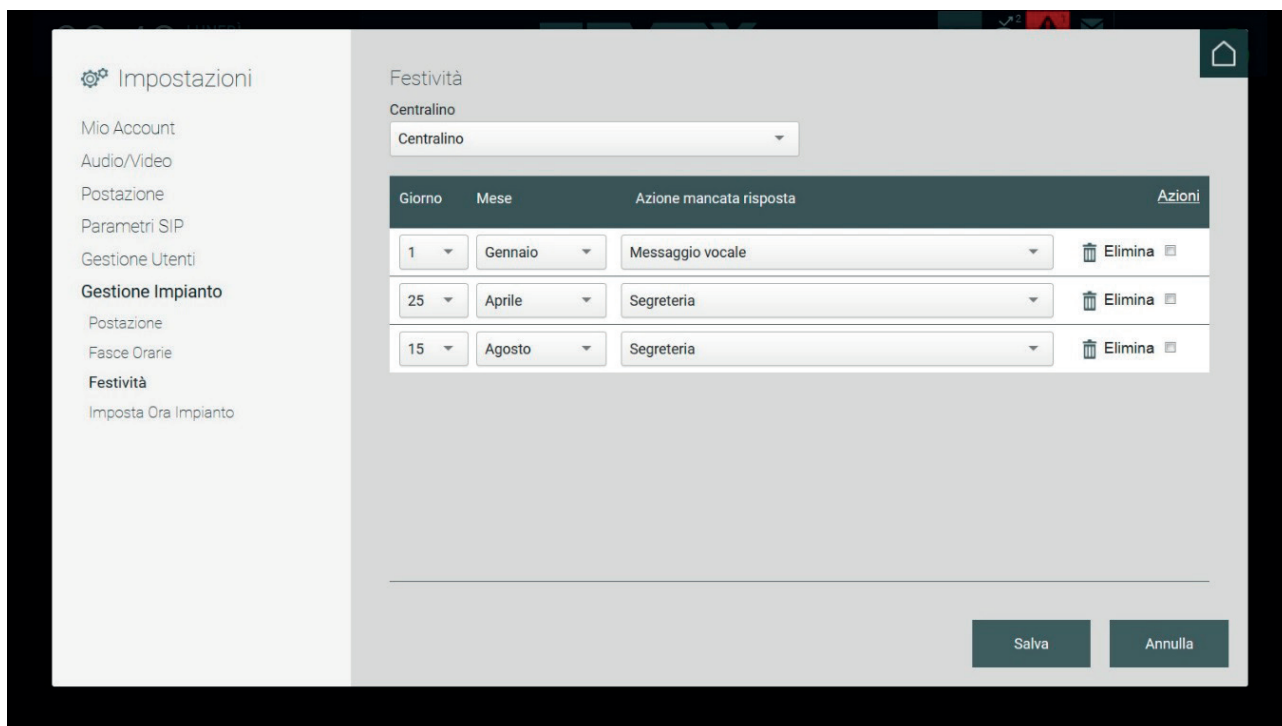 Impostazioni
Mio Account
Audio/Video
Postazione
Parametri SIP
Gestione Utenti
Gestione Impianto
Postazione
Fasce Orarie
Festività
Imposta Ora Impianto
Festività
Centralino
Centralino
Giorno Mese Azione mancata risposta Azioni
1 Gennaio Messaggio vocale Elimina
25 Aprile Segreteria Elimina
15 Agosto Segreteria Elimina
Salva Annulla